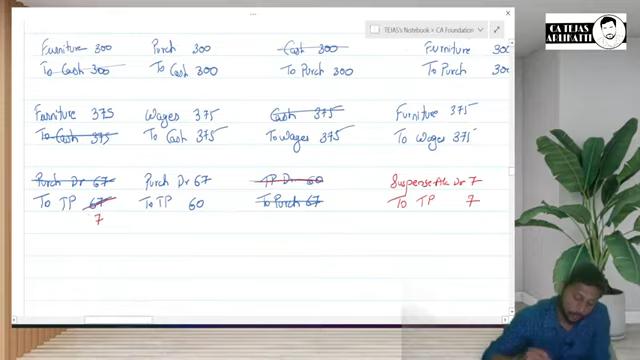 TEJAS's Notebook > CA Foundation
CA TEJAS
ARLIKATTI
Furniture 300 Purch 300 Cash 300 Furniture 300
To Cash 300 To Cash 300 To Purch 300 To Purch 300
Furniture 375 Wages 375 Cash 375 Furniture 375
To Cash 375 To Cash 375 To Wages 375 To Wages 375
Purch Dr 67 Purch Dr 67 TP Dr 60 Suspense A/c Dr 7
To TP 67 To TP 60 To Purch 67 To TP 7
7